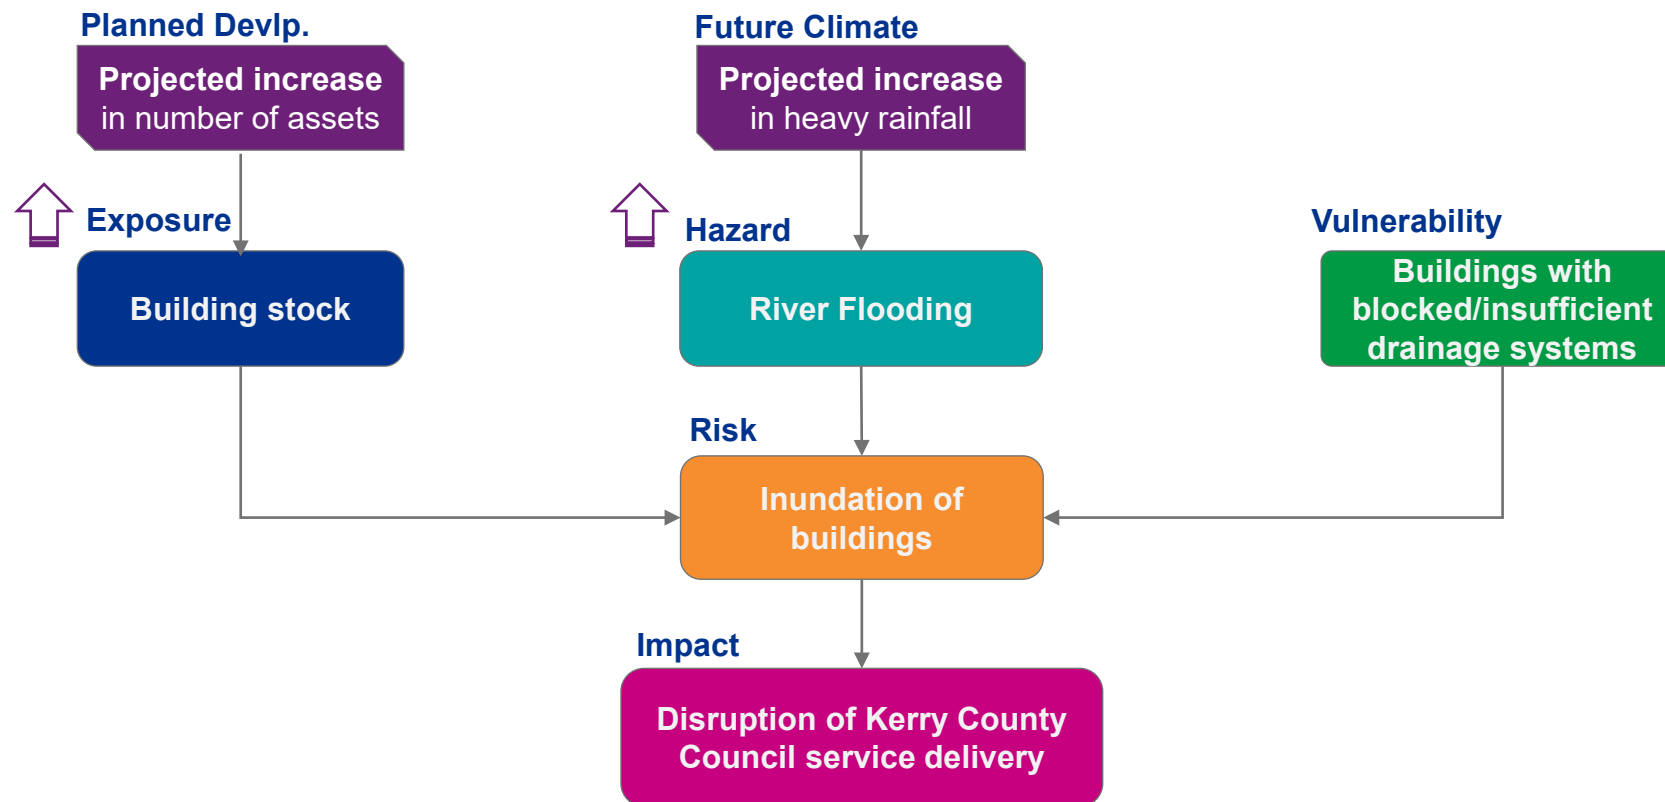 Planned Devlp.
Projected increase
in number of assets
Future Climate
Projected increase
in heavy rainfall
Exposure
Building stock
Hazard
River Flooding
Vulnerability
Buildings with
blocked/insufficient
drainage systems
Risk
Inundation of
buildings
Impact
Disruption of Kerry County
Council service delivery